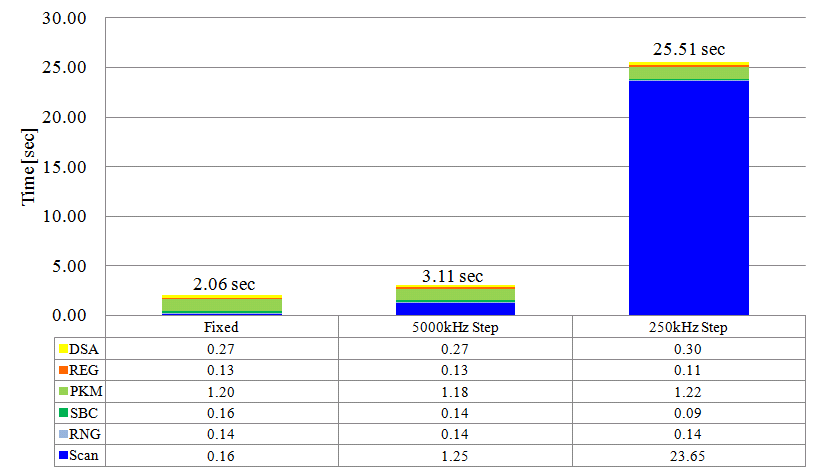 30.00
25.00
20.00
15.00
10.00
5.00
0.00
Time [sec]
2.06 sec
3.11 sec
25.51 sec
Fixed 5000kHz Step 250kHz Step
DSA 0.27 0.27 0.30
REG 0.13 0.13 0.11
PKM 1.20 1.18 1.22
SBC 0.16 0.14 0.09
RNG 0.14 0.14 0.14
Scan 0.16 1.25 23.65